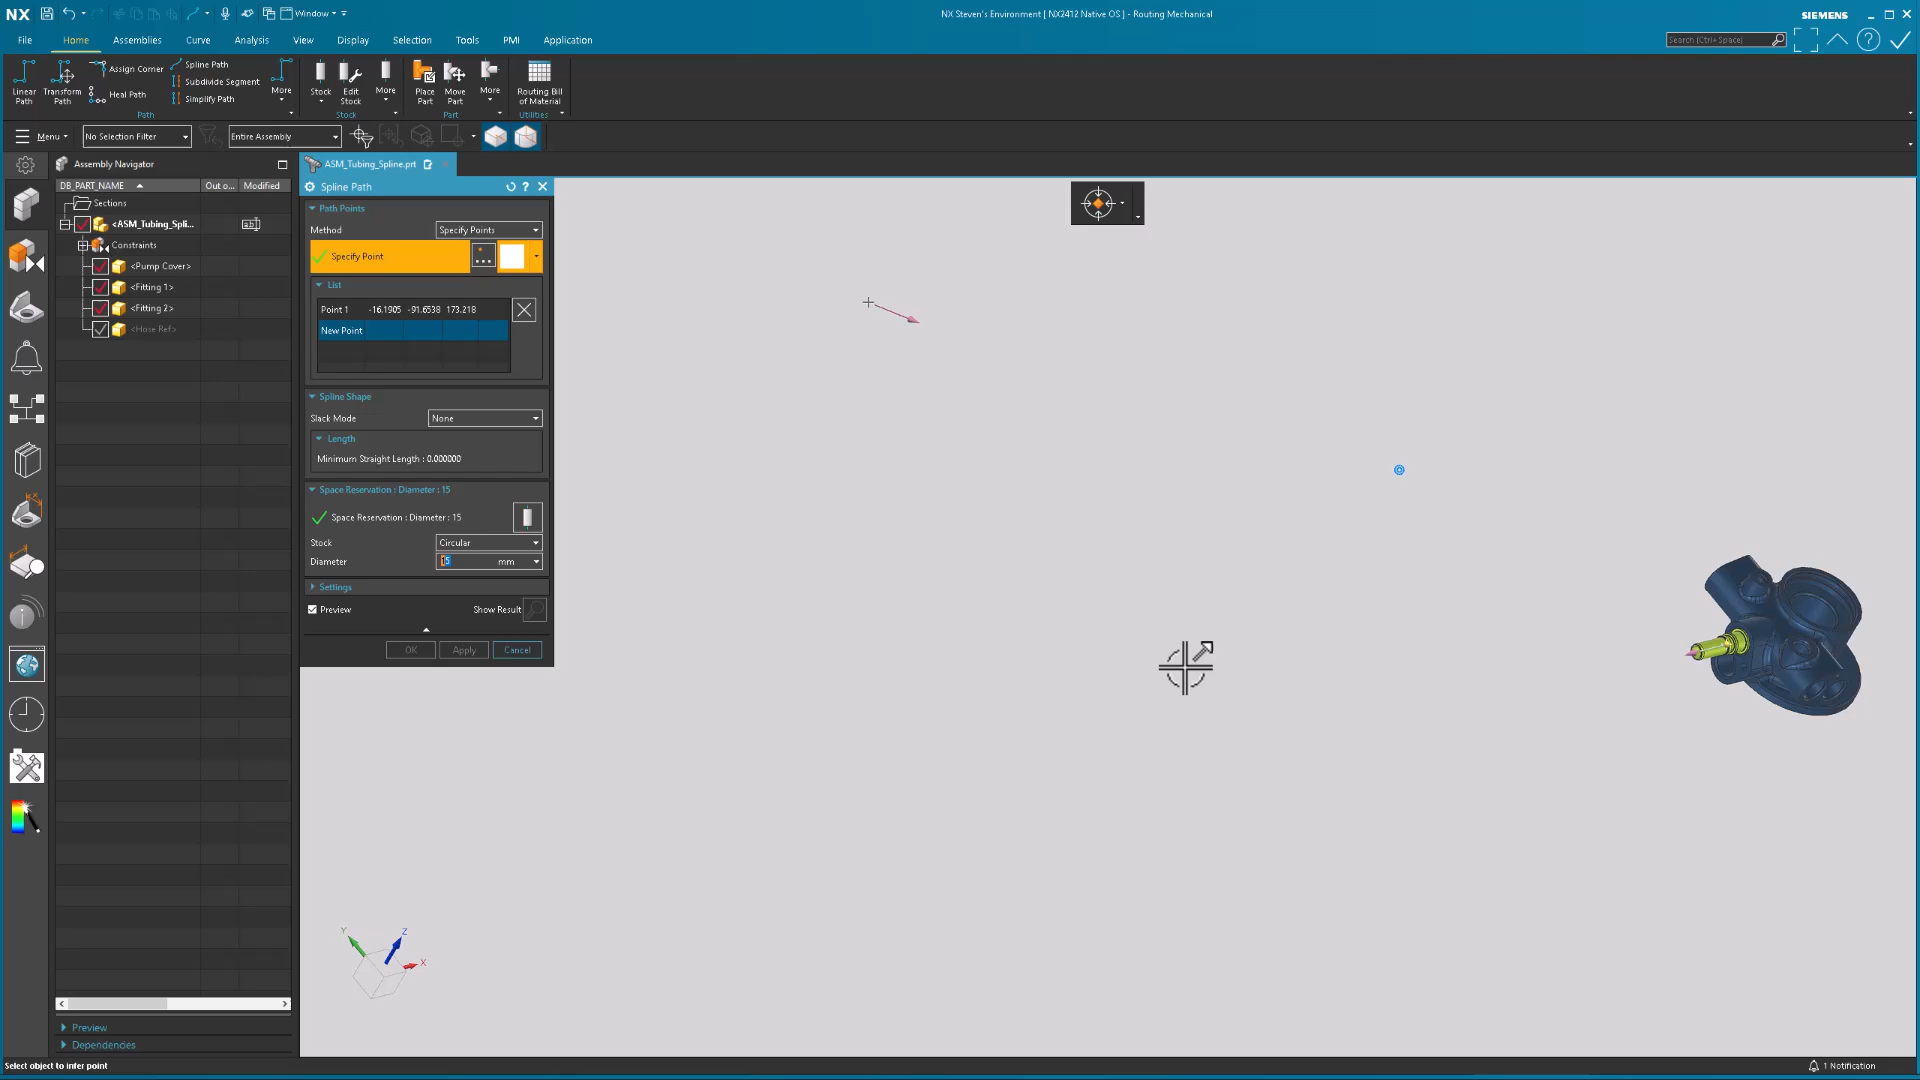 NX
Window
NX Steven's Environment [ NX2412 Native OS ] - Routing Mechanical
SIEMENS
File
Home
Assemblies
Curve
Analysis
View
Display
Selection
Tools
PMI
Application
Search (Ctrl+Space)
Linear Path
Transform Path
Assign Corner
Heal Path
Spline Path
Subdivide Segment
Simplify Path
More
Path
Stock
Edit Stock
More
Stock
Place Part
Move Part
More
Part
Routing Bill of Material
Utilities
Menu
No Selection Filter
Entire Assembly
Assembly Navigator
DB_PART_NAME
Out o...
Modified
Sections
<ASM_Tubing_Spli...
Constraints
<Pump Cover>
<Fitting 1>
<Fitting 2>
<Hose Ref>
Preview
Dependencies
ASM_Tubing_Spline.prt
Spline Path
Path Points
Method
Specify Points
Specify Point
List
Point 1 -16.1905 -91.6538 173.218
New Point
Spline Shape
Slack Mode
None
Length
Minimum Straight Length : 0.000000
Space Reservation : Diameter : 15
Space Reservation : Diameter : 15
Stock
Circular
Diameter
15 mm
Settings
Preview
Show Result
OK
Apply
Cancel
Y
Z
X
Select object to infer point
1 Notification